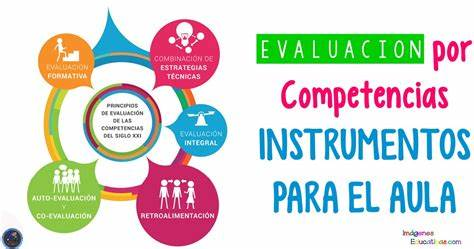 EVALUACION
FORMATIVA
COMBINACIÓN DE
ESTRATEGIAS
TÉCNICAS
PRINCIPIOS
DE EVALUACIÓN
DE LAS
COMPETENCIAS
DEL SIGLO XXI
EVALUACIÓN
INTEGRAL
AUTO-EVALUACIÓN
Y
CO-EVALUACIÓN
RETROALIMENTACIÓN
EVALUACION por
Competencias
INSTRUMENTOS
PARA EL AULA
Imágenes
Educativas.com